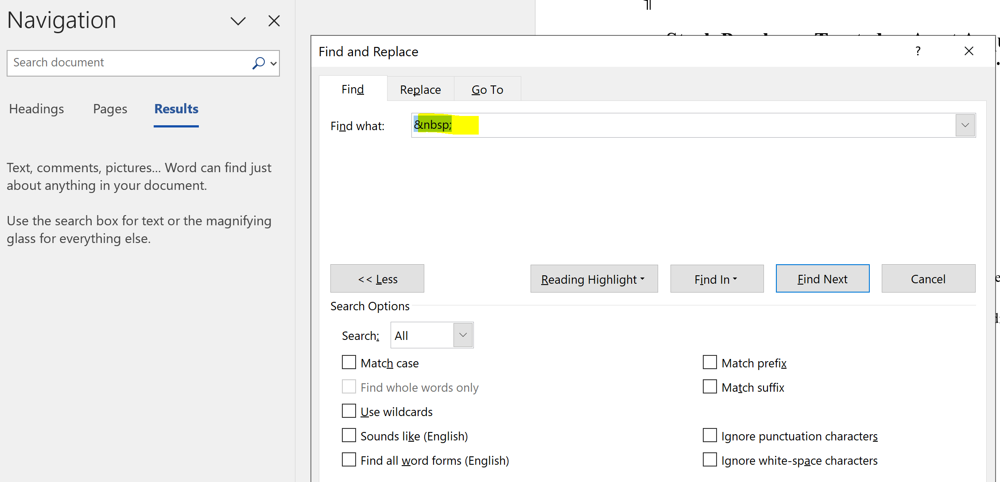 Navigation
Search document
Headings
Pages
Results
Text, comments, pictures... Word can find just
about anything in your document.
Use the search box for text or the magnifying
glass for everything else.
¶
Find and Replace
?
Find
Replace
Go To
Find what:
&nbsp;
<< Less
Reading Highlight
Find In
Find Next
Cancel
Search Options
Search:
All
Match case
Match prefix
Find whole words only
Match suffix
Use wildcards
Sounds like (English)
Ignore punctuation characters
Find all word forms (English)
Ignore white-space characters